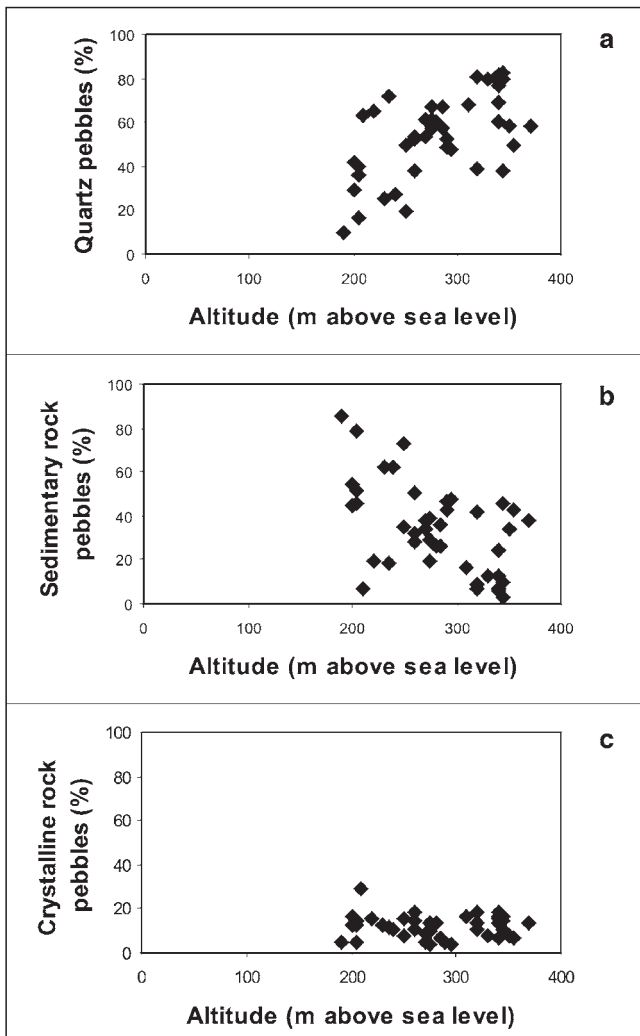 a
Quartz pebbles (%)
100
80
60
40
20
0
0 100 200 300 400
Altitude (m above sea level)
b
Sedimentary rock
pebbles (%)
100
80
60
40
20
0
0 100 200 300 400
Altitude (m above sea level)
c
Crystalline rock
pebbles (%)
100
80
60
40
20
0
0 100 200 300 400
Altitude (m above sea level)